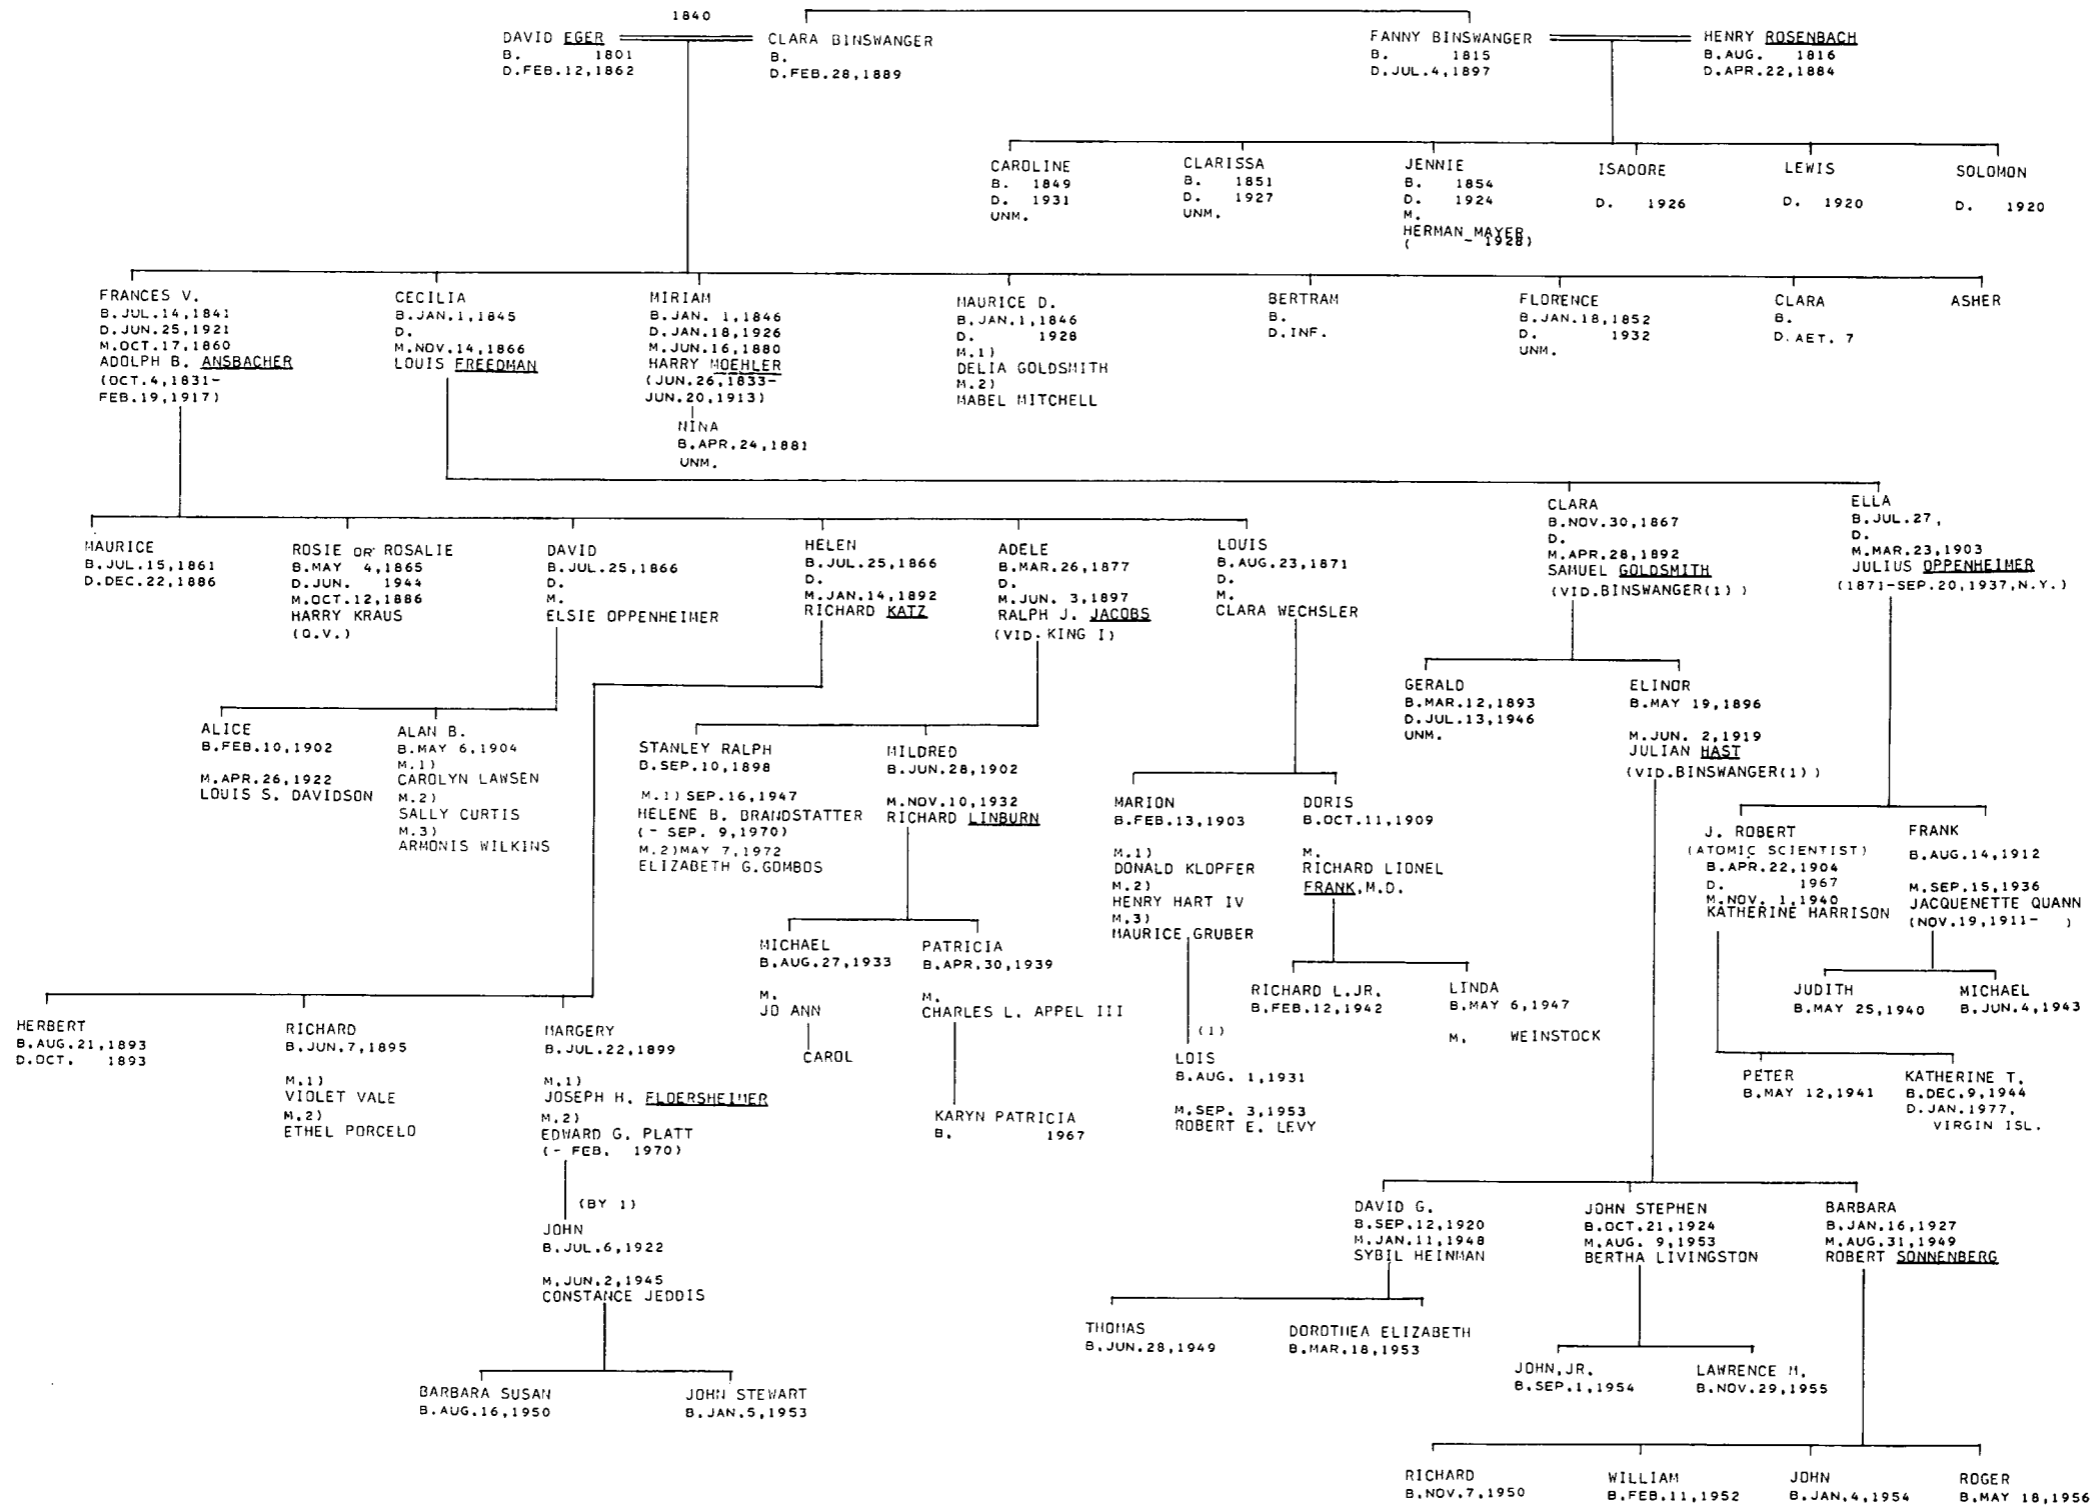 1840
DAVID EGER
B. 1801
D.FEB.12,1862
CLARA BINSWANGER
B.
D.FEB.28,1889
FANNY BINSWANGER
B. 1815
D.JUL.4,1897
HENRY ROSENBACH
B.AUG. 1816
D.APR.22,1884
CAROLINE
B. 1849
D. 1931
UNM.
CLARISSA
B. 1851
D. 1927
UNM.
JENNIE
B. 1854
D. 1924
M.
HERMAN MAYER
( - 1928)
ISADORE
D. 1926
LEWIS
D. 1920
SOLOMON
D. 1920
FRANCES V.
B.JUL.14,1841
D.JUN.25,1921
M.OCT.17,1860
ADOLPH B. ANSBACHER
(OCT.4,1831-
FEB.19,1917)
CECILIA
B.JAN.1,1845
D.
M.NOV.14,1866
LOUIS FREEDMAN
MIRIAM
B.JAN. 1,1846
D.JAN.18,1926
M.JUN.16,1880
HARRY MOEHLER
(JUN.26,1833-
JUN.20,1913)
NINA
B.APR.24,1881
UNM.
MAURICE D.
B.JAN.1,1846
D. 1928
M.1)
DELIA GOLDSMITH
M.2)
MABEL MITCHELL
BERTRAM
B.
D.INF.
FLORENCE
B.JAN.18,1852
D. 1932
UNM.
CLARA
B.
D.AET. 7
ASHER
MAURICE
B.JUL.15,1861
D.DEC.22,1886
ROSIE OR ROSALIE
B.MAY 4,1865
D.JUN. 1944
M.OCT.12,1886
HARRY KRAUS
(Q.V.)
DAVID
B.JUL.25,1866
D.
M.
ELSIE OPPENHEIMER
HELEN
B.JUL.25,1866
D.
M.JAN.14,1892
RICHARD KATZ
ADELE
B.MAR.26,1877
D.
M.JUN. 3,1897
RALPH J. JACOBS
(VID. KING I)
LOUIS
B.AUG.23,1871
D.
M.
CLARA WECHSLER
CLARA
B.NOV.30,1867
D.
M.APR.28,1892
SAMUEL GOLDSMITH
(VID.BINSWANGER(1) )
ELLA
B.JUL.27,
D.
M.MAR.23,1903
JULIUS OPPENHEIMER
(1871-SEP.20,1937,N.Y.)
ALICE
B.FEB.10,1902
M.APR.26,1922
LOUIS S. DAVIDSON
ALAN B.
B.MAY 6,1904
M.1)
CAROLYN LAWSEN
M.2)
SALLY CURTIS
M.3)
ARMONIS WILKINS
STANLEY RALPH
B.SEP.10,1898
M.1) SEP.16,1947
HELENE B. BRANDSTATTER
(- SEP. 9,1970)
M.2)MAY 7,1972
ELIZABETH G.GOMBOS
MILDRED
B.JUN.28,1902
M.NOV.10,1932
RICHARD LINBURN
MARION
B.FEB.13,1903
M.1)
DONALD KLOPFER
M.2)
HENRY HART IV
M.3)
MAURICE GRUBER
DORIS
B.OCT.11,1909
M.
RICHARD LIONEL
FRANK,M.D.
GERALD
B.MAR.12,1893
D.JUL.13,1946
UNM.
ELINOR
B.MAY 19,1896
M.JUN. 2,1919
JULIAN HAST
(VID.BINSWANGER(1) )
J. ROBERT
(ATOMIC SCIENTIST)
B.APR.22,1904
D. 1967
M.NOV. 1,1940
KATHERINE HARRISON
FRANK
B.AUG.14,1912
M.SEP.15,1936
JACQUENETTE QUANN
(NOV.19,1911- )
MICHAEL
B.AUG.27,1933
M.
JO ANN
CAROL
PATRICIA
B.APR.30,1939
M.
CHARLES L. APPEL III
KARYN PATRICIA
B. 1967
RICHARD L.JR.
B.FEB.12,1942
LINDA
B.MAY 6,1947
M. WEINSTOCK
JUDITH
B.MAY 25,1940
MICHAEL
B.JUN.4,1943
HERBERT
B.AUG.21,1893
D.OCT. 1893
RICHARD
B.JUN.7,1895
M.1)
VIOLET VALE
M.2)
ETHEL PORCELO
MARGERY
B.JUL.22,1899
M.1)
JOSEPH H. ELDERSHEIMER
M.2)
EDWARD G. PLATT
(- FEB. 1970)
(BY 1)
JOHN
B.JUL.6,1922
M.JUN.2,1945
CONSTANCE JEDDIS
(1)
LOIS
B.AUG. 1,1931
M.SEP. 3,1953
ROBERT E. LEVY
PETER
B.MAY 12,1941
KATHERINE T.
B.DEC.9,1944
D.JAN.1977,
VIRGIN ISL.
DAVID G.
B.SEP.12,1920
M.JAN.11,1948
SYBIL HEINMAN
JOHN STEPHEN
B.OCT.21,1924
M.AUG. 9,1953
BERTHA LIVINGSTON
BARBARA
B.JAN.16,1927
M.AUG.31,1949
ROBERT SONNENBERG
THOMAS
B.JUN.28,1949
DOROTHEA ELIZABETH
B.MAR.18,1953
JOHN,JR.
B.SEP.1,1954
LAWRENCE M.
B.NOV.29,1955
BARBARA SUSAN
B.AUG.16,1950
JOHN STEWART
B.JAN.5,1953
RICHARD
B.NOV.7,1950
WILLIAM
B.FEB.11,1952
JOHN
B.JAN.4,1954
ROGER
B.MAY 18,1956